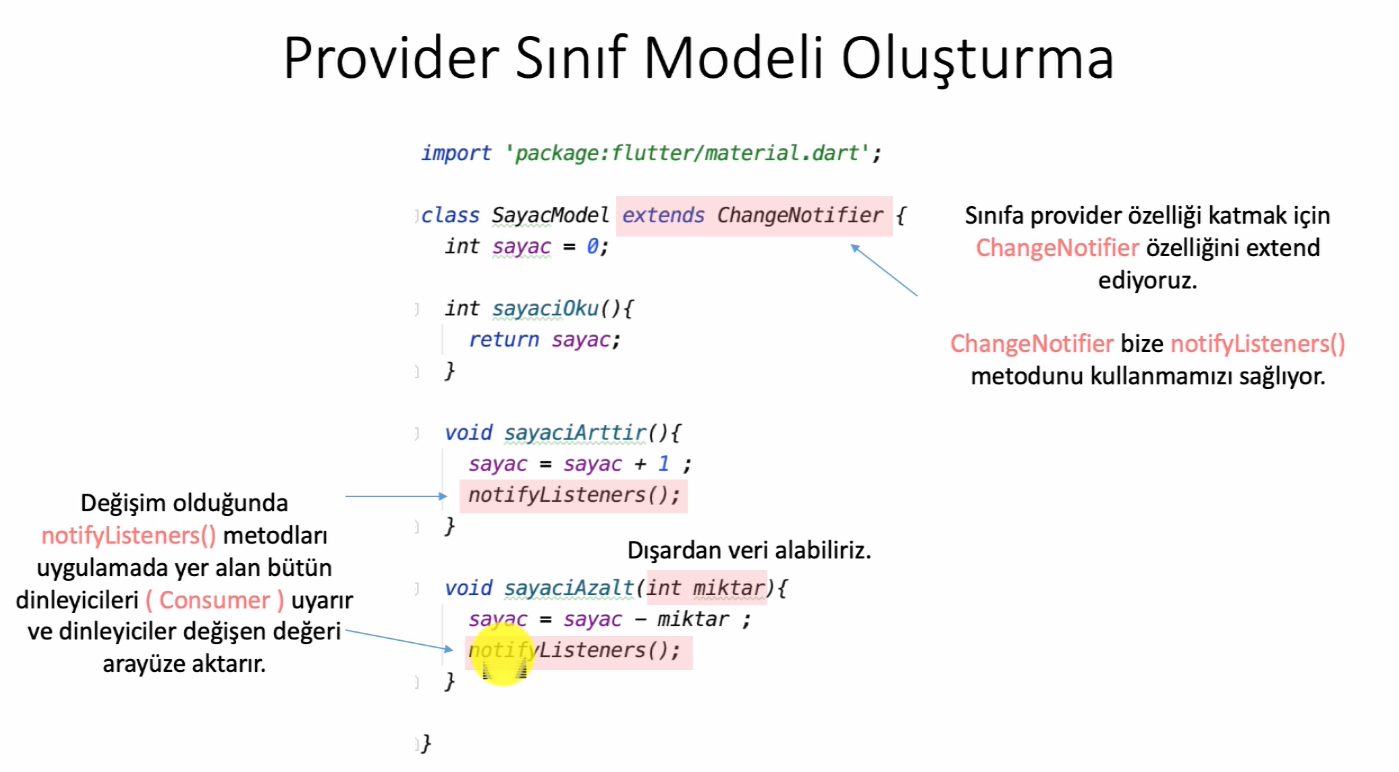 Provider Sınıf Modeli Oluşturma
import 'package:flutter/material.dart';
class SayacModel extends ChangeNotifier {
int sayac = 0;
int sayaciOku(){
return sayac;
}
void sayaciArttir(){
sayac = sayac + 1 ;
notifyListeners();
}
void sayaciAzalt(int miktar){
sayac = sayac - miktar ;
notifyListeners();
}
}
Sınıfa provider özelliği katmak için
ChangeNotifier özelliğini extend
ediyoruz.
ChangeNotifier bize notifyListeners()
metodunu kullanmamızı sağlıyor.
Değişim olduğunda
notifyListeners() metodları
uygulamada yer alan bütün
dinleyicileri ( Consumer ) uyarır
ve dinleyiciler değişen değeri
arayüze aktarır.
Dışardan veri alabiliriz.